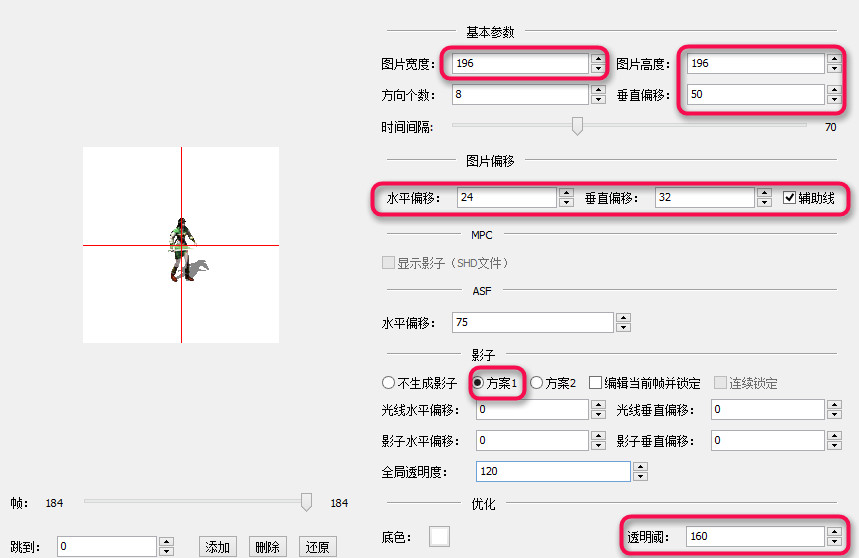 基本参数
图片宽度: 196 图片高度: 196
方向个数: 8 垂直偏移: 50
时间间隔: 70
图片偏移
水平偏移: 24 垂直偏移: 32 辅助线
MPC
显示影子（SHD文件）
ASF
水平偏移: 75
影子
不生成影子 方案1 方案2 编辑当前帧并锁定 连续锁定
光线水平偏移: 0 光线垂直偏移: 0
影子水平偏移: 0 影子垂直偏移: 0
全局透明度: 120
优化
帧: 184 184
跳到: 0 添加 删除 还原
底色: 透明阈: 160